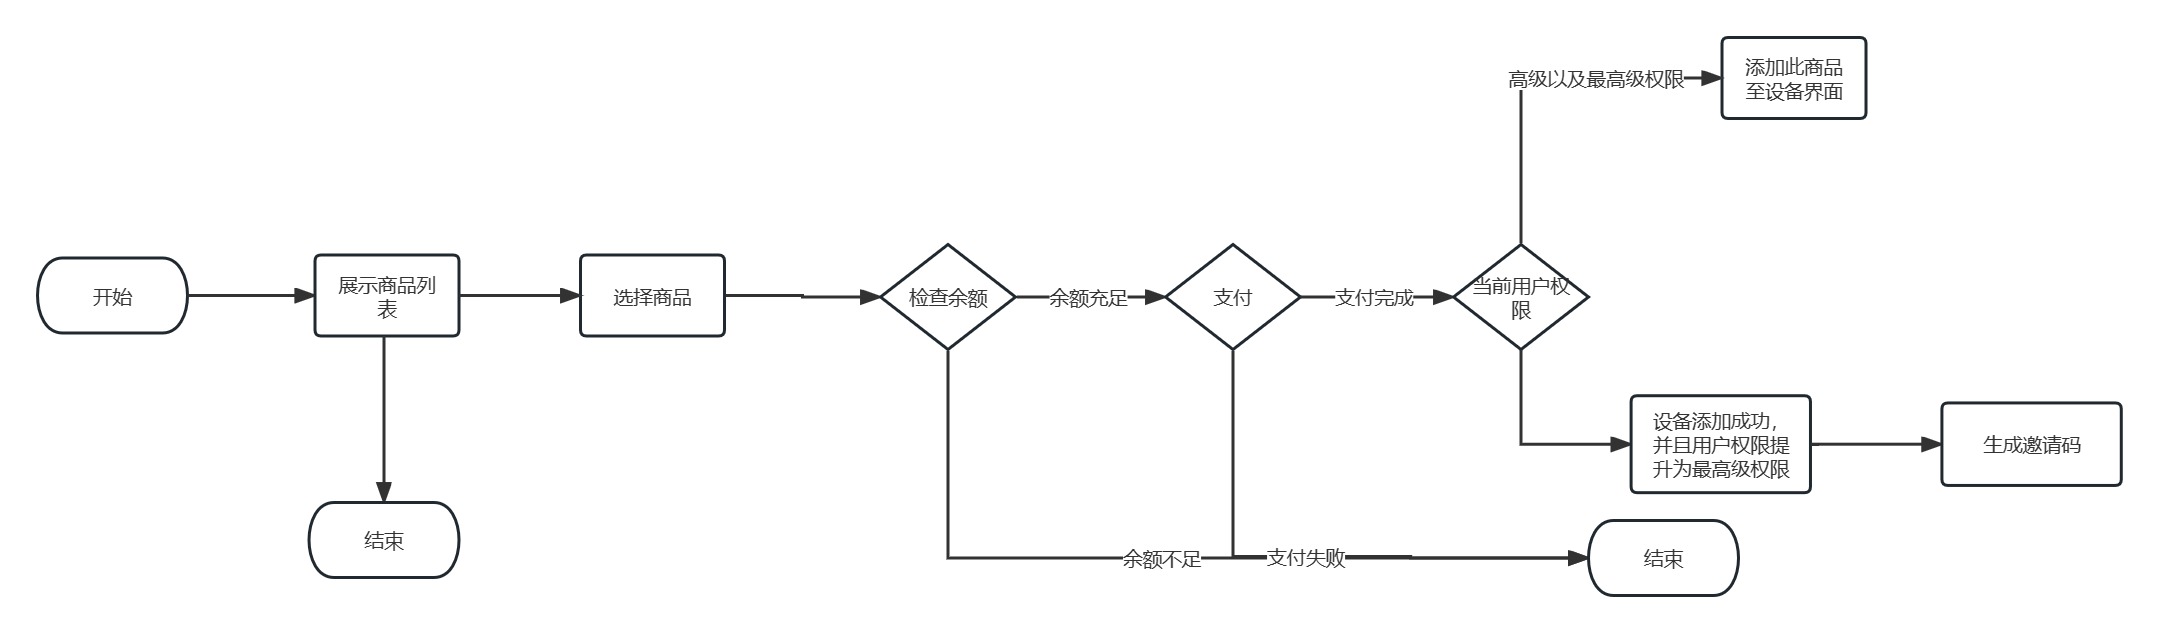 开始
展示商品列
表
结束
选择商品
检查余额
余额充足
支付
支付完成
当前用户权
限
高级以及最高级权限
添加此商品
至设备界面
设备添加成功，
并且用户权限提
升为最高级权限
生成邀请码
余额不足
支付失败
结束